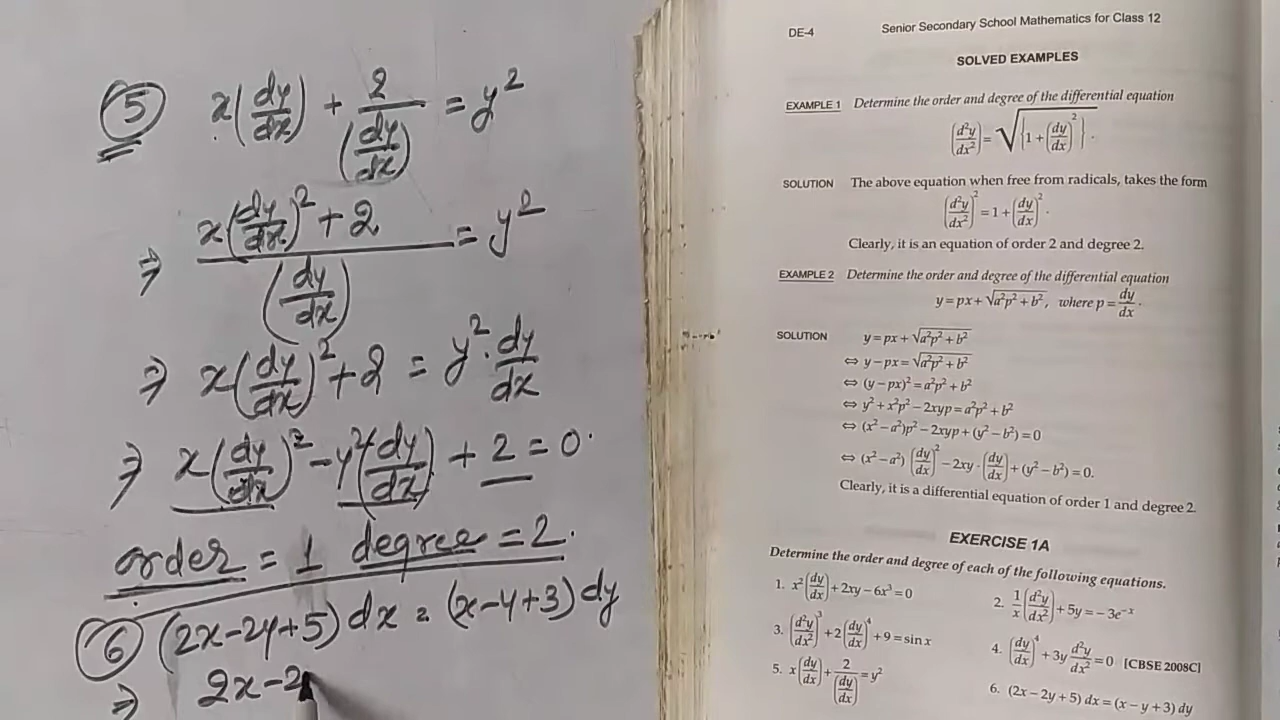 ⑤ x(dy/dx) + 2/(dy/dx) = y²
⇒ (x(dy/dx)² + 2)/(dy/dx) = y²
⇒ x(dy/dx)² + 2 = y² · dy/dx
⇒ x(dy/dx)² - y²(dy/dx) + 2 = 0.
order = 1 degree = 2.
⑥ (2x-2y+5) dx = (x-y+3) dy
⇒ 2x-2
DE-4 Senior Secondary School Mathematics for Class 12
SOLVED EXAMPLES
EXAMPLE 1 Determine the order and degree of the differential equation
(d²y/dx²) = √{1 + (dy/dx)²} ·
SOLUTION The above equation when free from radicals, takes the form
(d²y/dx²)² = 1 + (dy/dx)² ·
Clearly, it is an equation of order 2 and degree 2.
EXAMPLE 2 Determine the order and degree of the differential equation
y = px + √a²p² + b², where p = dy/dx ·
SOLUTION y = px + √a²p² + b²
⇔ y - px = √a²p² + b²
⇔ (y - px)² = a²p² + b²
⇔ y² + x²p² - 2xyp = a²p² + b²
⇔ (x² - a²)p² - 2xyp + (y² - b²) = 0
⇔ (x² - a²) (dy/dx)² - 2xy · (dy/dx) + (y² - b²) = 0.
Clearly, it is a differential equation of order 1 and degree 2.
EXERCISE 1A
Determine the order and degree of each of the following equations.
1. x²(dy/dx) + 2xy - 6x³ = 0
2. 1/x (d²y/dx²) + 5y = -3e⁻ˣ
3. (d²y/dx²)³ + 2(dy/dx)⁴ + 9 = sin x
4. (dy/dx)⁴ + 3y d²y/dx² = 0 [CBSE 2008C]
5. x(dy/dx) + 2/(dy/dx) = y²
6. (2x - 2y + 5) dx = (x - y + 3) dy